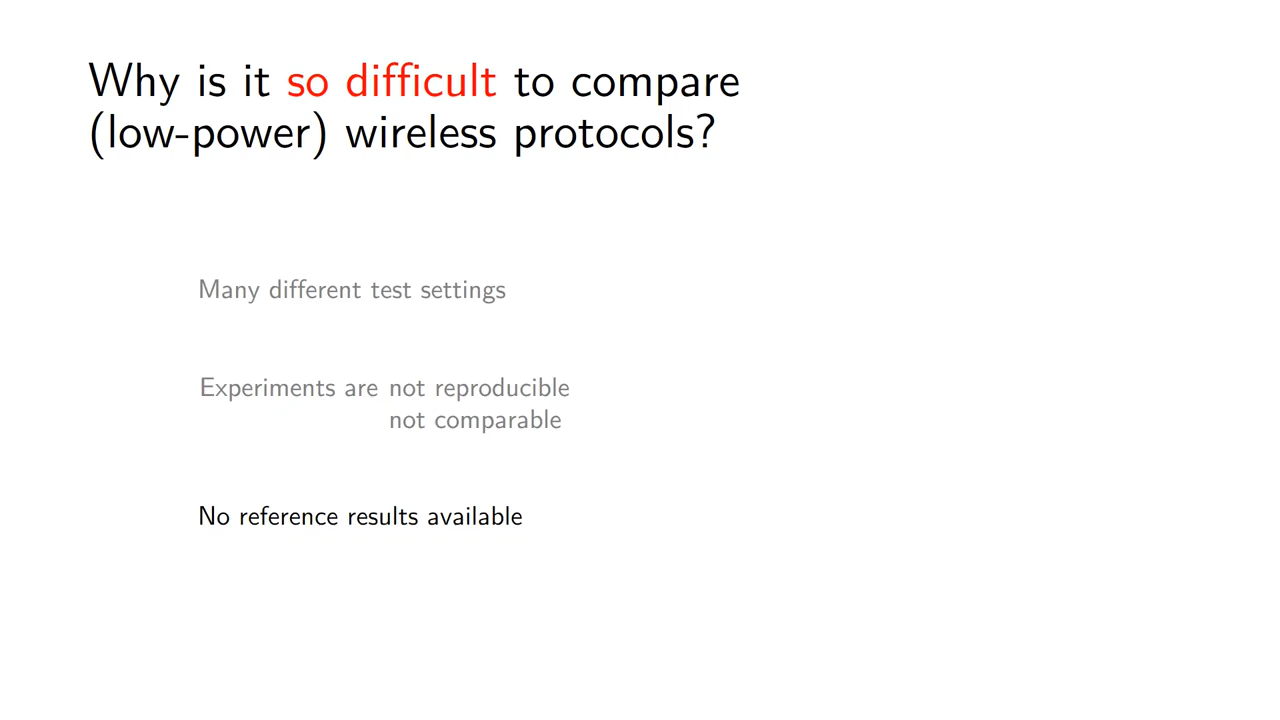 Why is it so difficult to compare
(low-power) wireless protocols?
Many different test settings
Experiments are not reproducible
not comparable
No reference results available